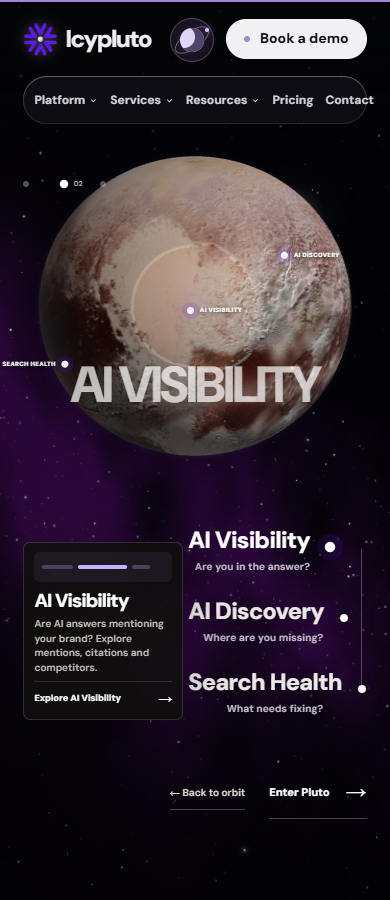 Icypluto
Book a demo
Platform
Services
Resources
Pricing
Contact
02
AI DISCOVERY
AI VISIBILITY
SEARCH HEALTH
AI VISIBILITY
AI Visibility
Are you in the answer?
AI Visibility
Are AI answers mentioning
your brand? Explore
mentions, citations and
competitors.
Explore AI Visibility →
AI Discovery
Where are you missing?
Search Health
What needs fixing?
← Back to orbit
Enter Pluto →